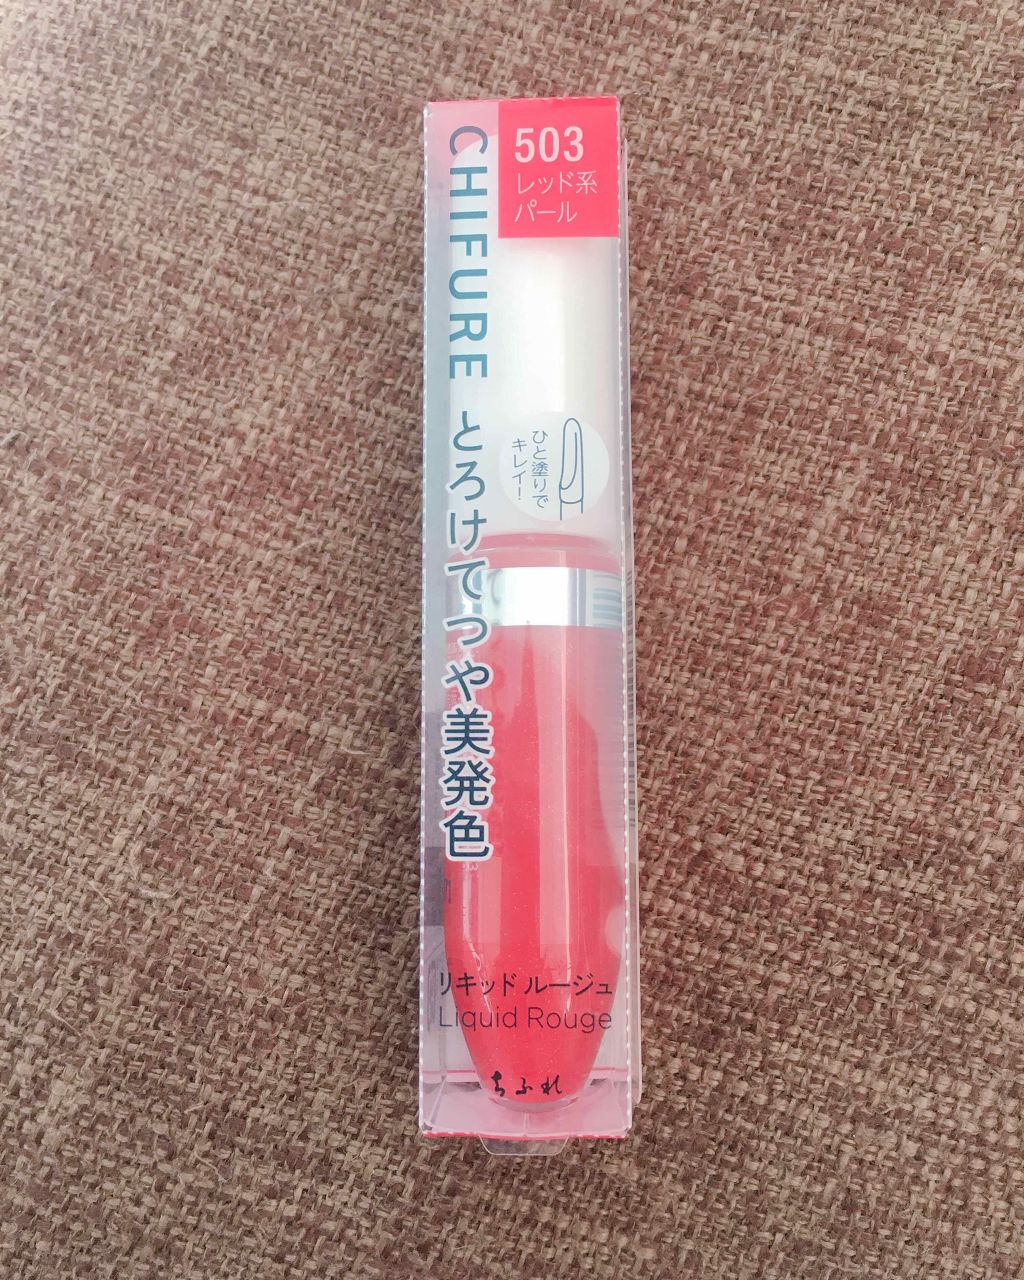 503
レッド系
パール
CHIFURE とろけてつや美発色
ひと塗りで
キレイ!
リキッド ルージュ
Liquid Rouge
ちふれ